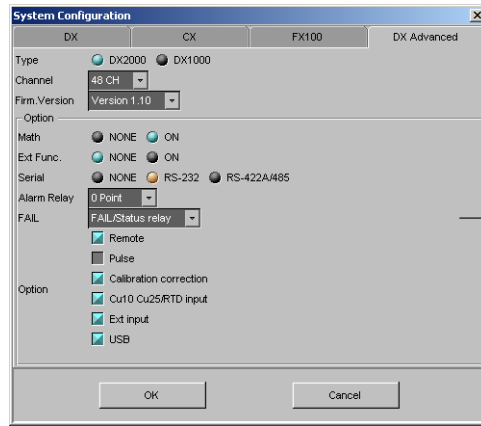 System Configuration
DX CX FX100 DX Advanced
Type DX2000 DX1000
Channel 48 CH
Firm.Version Version 1.10
Option
Math NONE ON
Ext Func. NONE ON
Serial NONE RS-232 RS-422A/485
Alarm Relay 0 Point
FAIL FAIL/Status relay
Remote
Pulse
Calibration correction
Option Cu10 Cu25/RTD input
Ext input
USB
OK Cancel